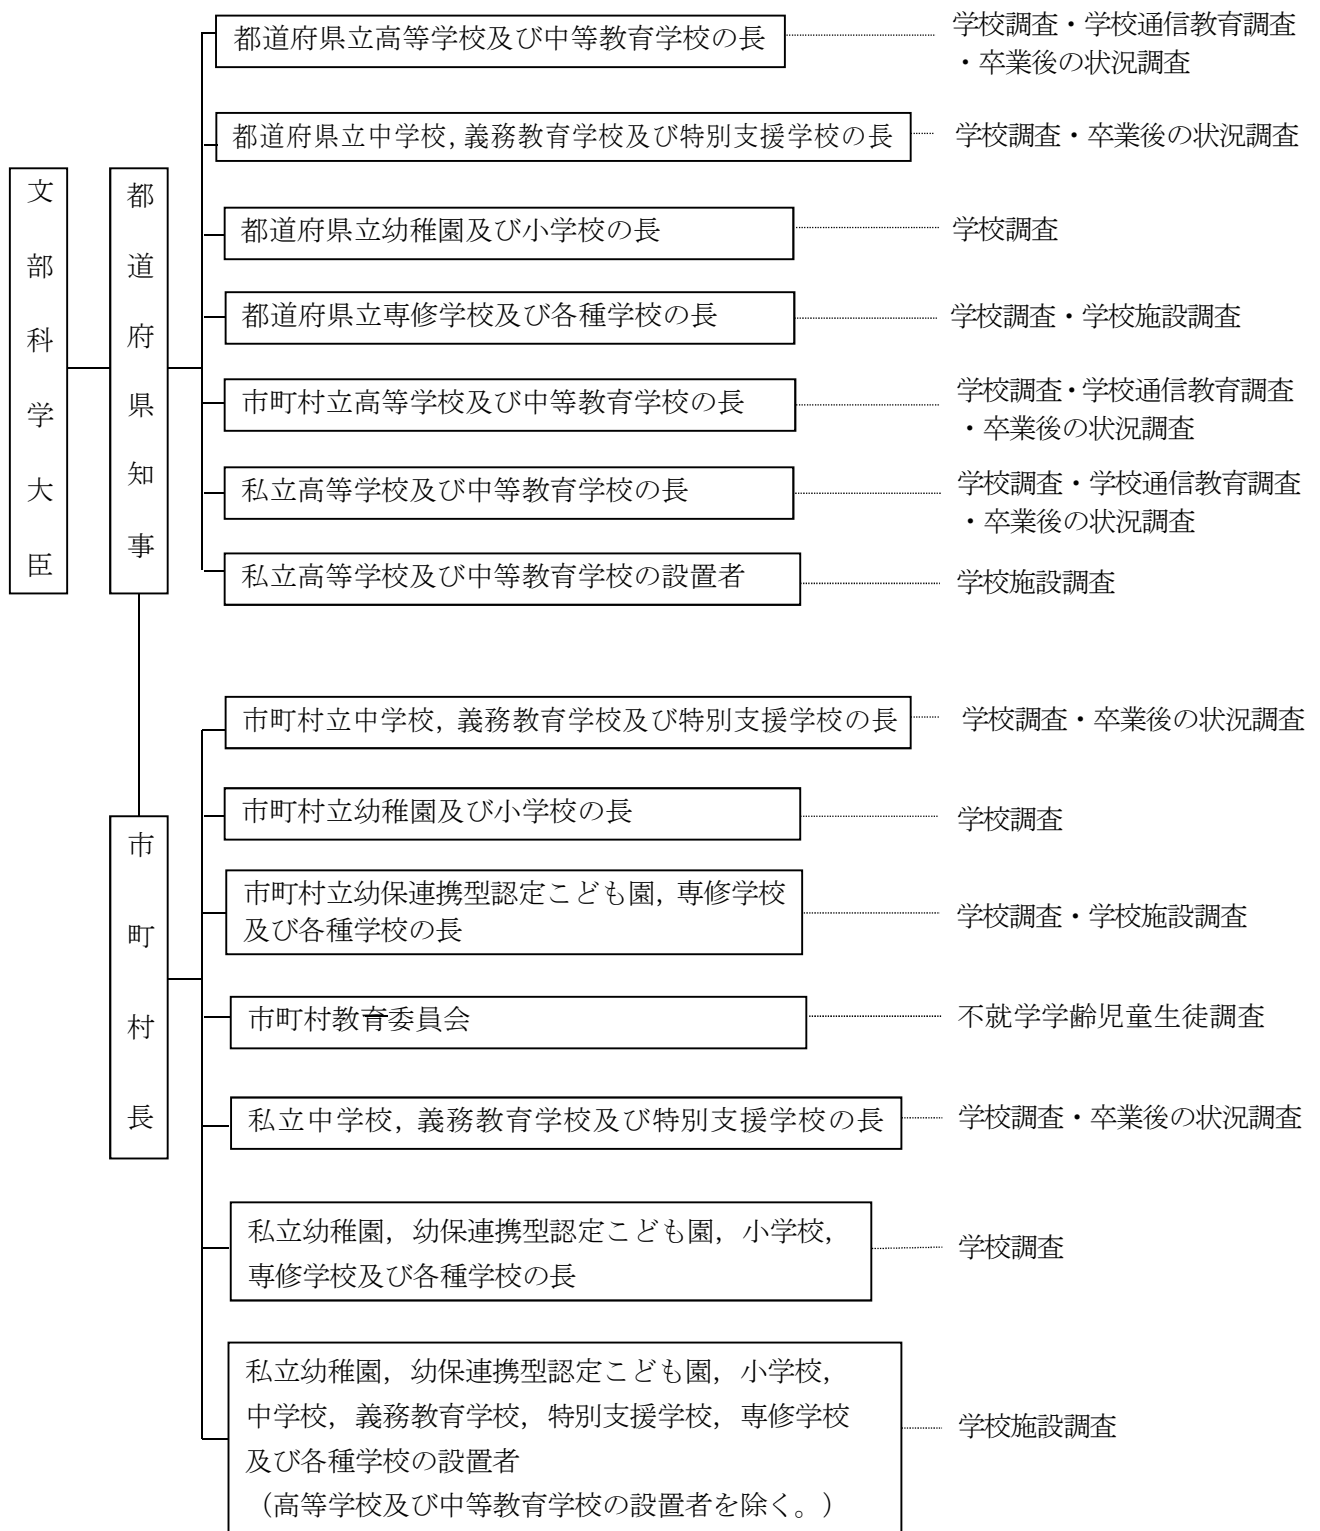 文部科学大臣
都道府県知事
都道府県立高等学校及び中等教育学校の長
学校調査・学校通信教育調査
・卒業後の状況調査
都道府県立中学校，義務教育学校及び特別支援学校の長
学校調査・卒業後の状況調査
都道府県立幼稚園及び小学校の長
学校調査
都道府県立専修学校及び各種学校の長
学校調査・学校施設調査
市町村立高等学校及び中等教育学校の長
学校調査・学校通信教育調査
・卒業後の状況調査
私立高等学校及び中等教育学校の長
学校調査・学校通信教育調査
・卒業後の状況調査
私立高等学校及び中等教育学校の設置者
学校施設調査
市町村長
市町村立中学校，義務教育学校及び特別支援学校の長
学校調査・卒業後の状況調査
市町村立幼稚園及び小学校の長
学校調査
市町村立幼保連携型認定こども園，専修学校
及び各種学校の長
学校調査・学校施設調査
市町村教育委員会
不就学学齢児童生徒調査
私立中学校，義務教育学校及び特別支援学校の長
学校調査・卒業後の状況調査
私立幼稚園，幼保連携型認定こども園，小学校，
専修学校及び各種学校の長
学校調査
私立幼稚園，幼保連携型認定こども園，小学校，
中学校，義務教育学校，特別支援学校，専修学校
及び各種学校の設置者
（高等学校及び中等教育学校の設置者を除く。）
学校施設調査